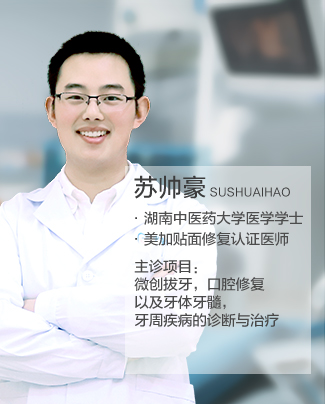 苏帅豪 SUSHUAIHAO
· 湖南中医药大学医学学士
· 美加贴面修复认证医师
主诊项目：
微创拔牙，口腔修复
以及牙体牙髓，
牙周疾病的诊断与治疗